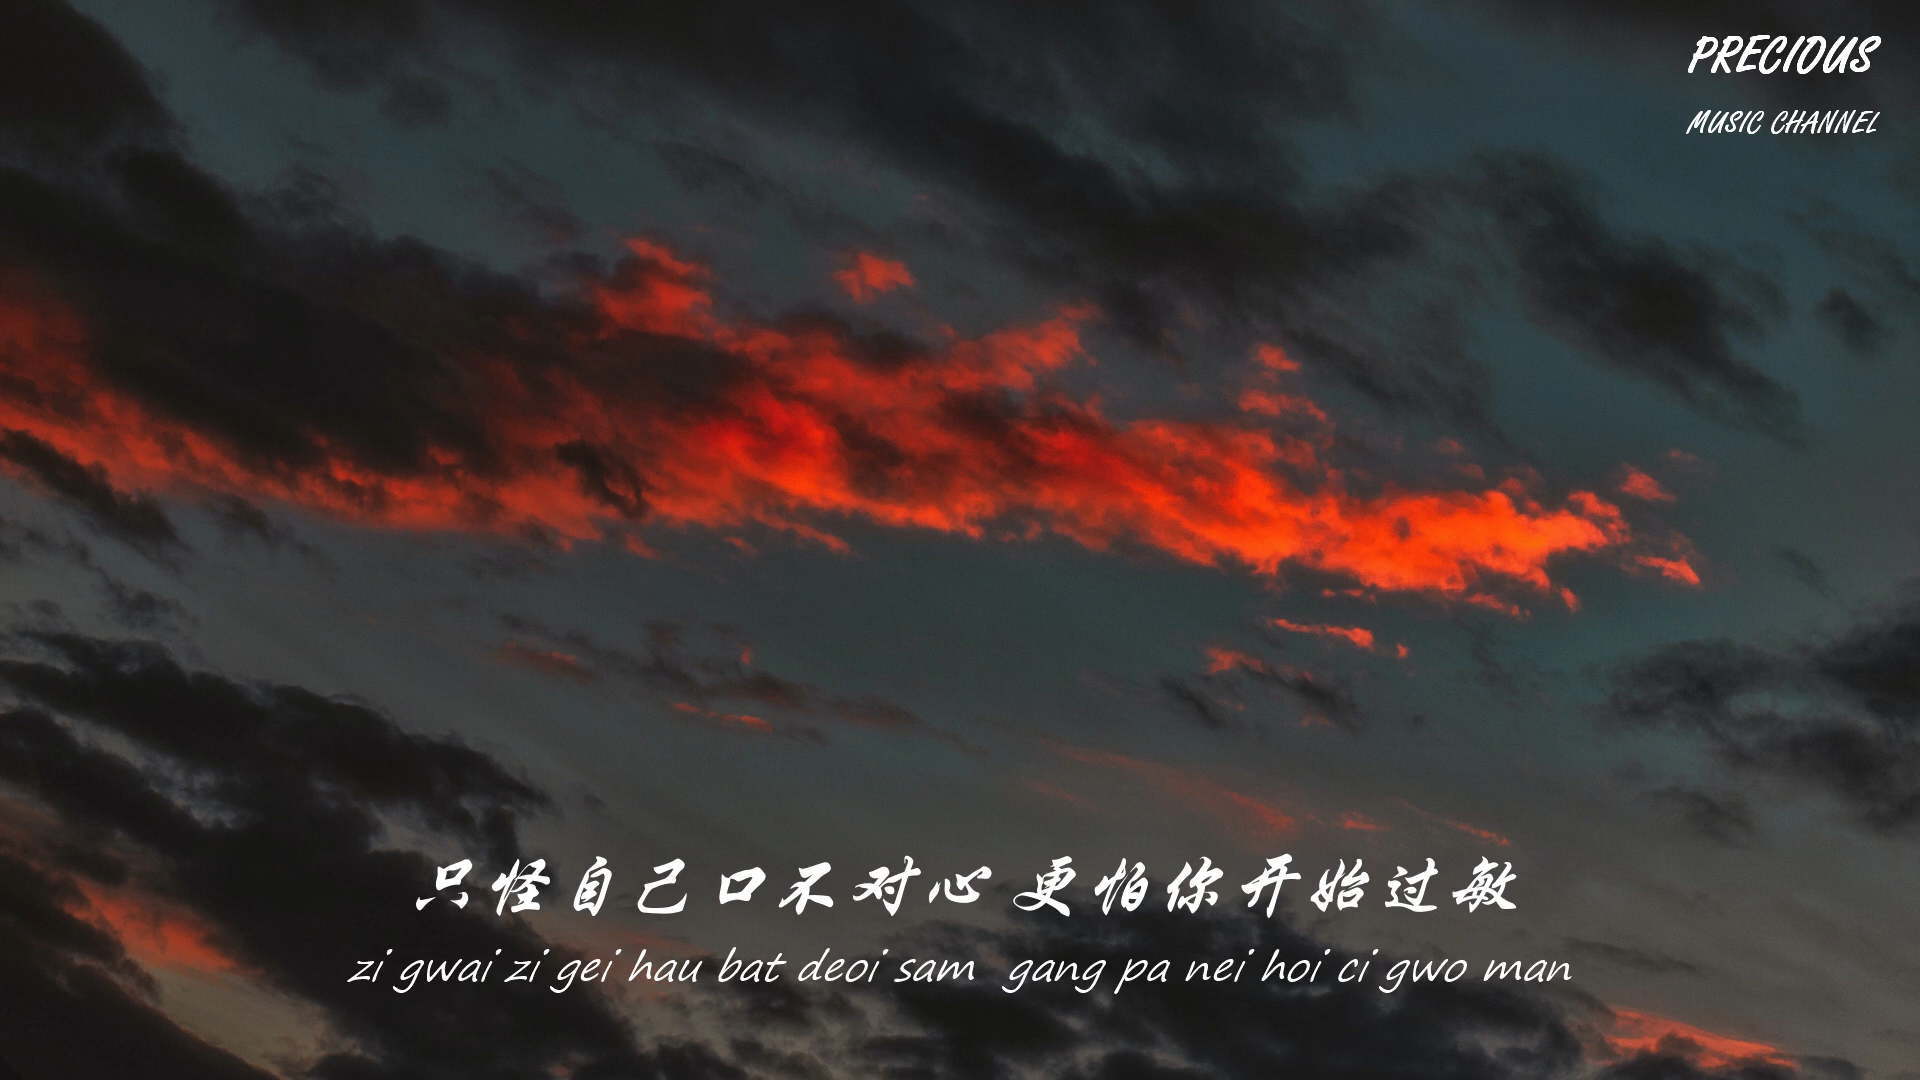 PRECIOUS
MUSIC CHANNEL
只怪自己口不对心 更怕你开始过敏
zi gwai zi gei hau bat deoi sam  gang pa nei hoi ci gwo man